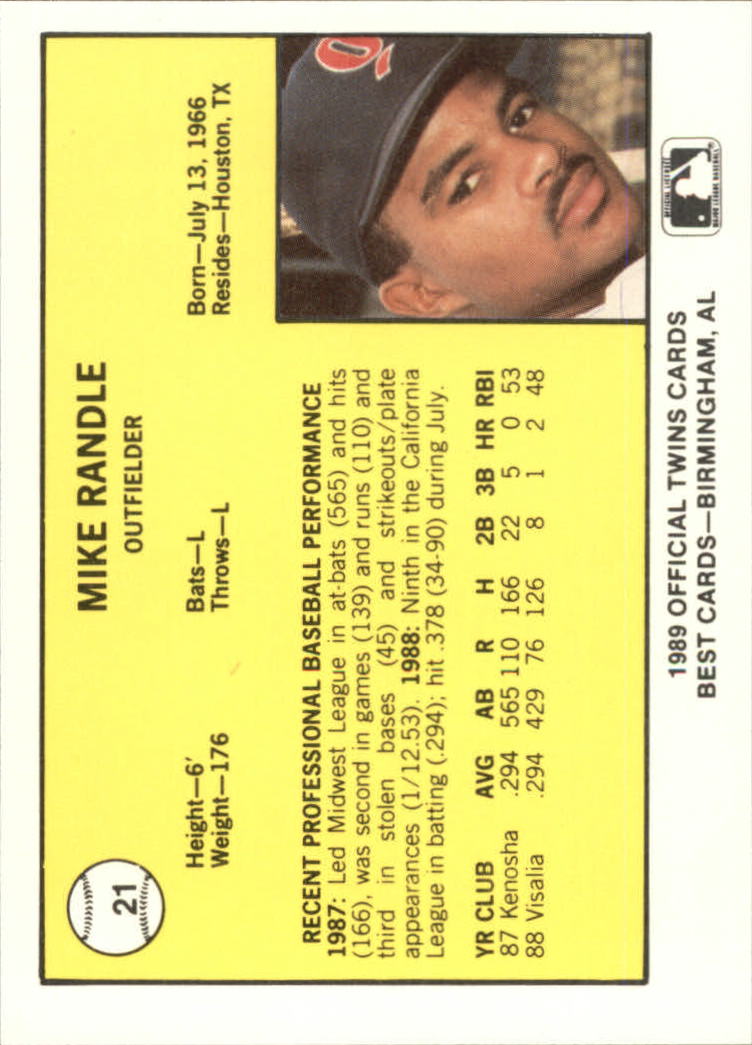 21
MIKE RANDLE
OUTFIELDER
Height—6′ Bats—L Born—July 13, 1966
Weight—176 Throws—L Resides—Houston, TX
RECENT PROFESSIONAL BASEBALL PERFORMANCE
1987: Led Midwest League in at-bats (565) and hits
(166), was second in games (139) and runs (110) and
third in stolen bases (45) and strikeouts/plate
appearances (1/12.53). 1988: Ninth in the California
League in batting (.294); hit .378 (34-90) during July.
YR CLUB AVG AB R H 2B 3B HR RBI
87 Kenosha .294 565 110 166 22 5 0 53
88 Visalia .294 429 76 126 8 1 2 48
1989 OFFICIAL TWINS CARDS
BEST CARDS—BIRMINGHAM, AL
OFFICIAL LICENSEE
MAJOR LEAGUE BASEBALL®